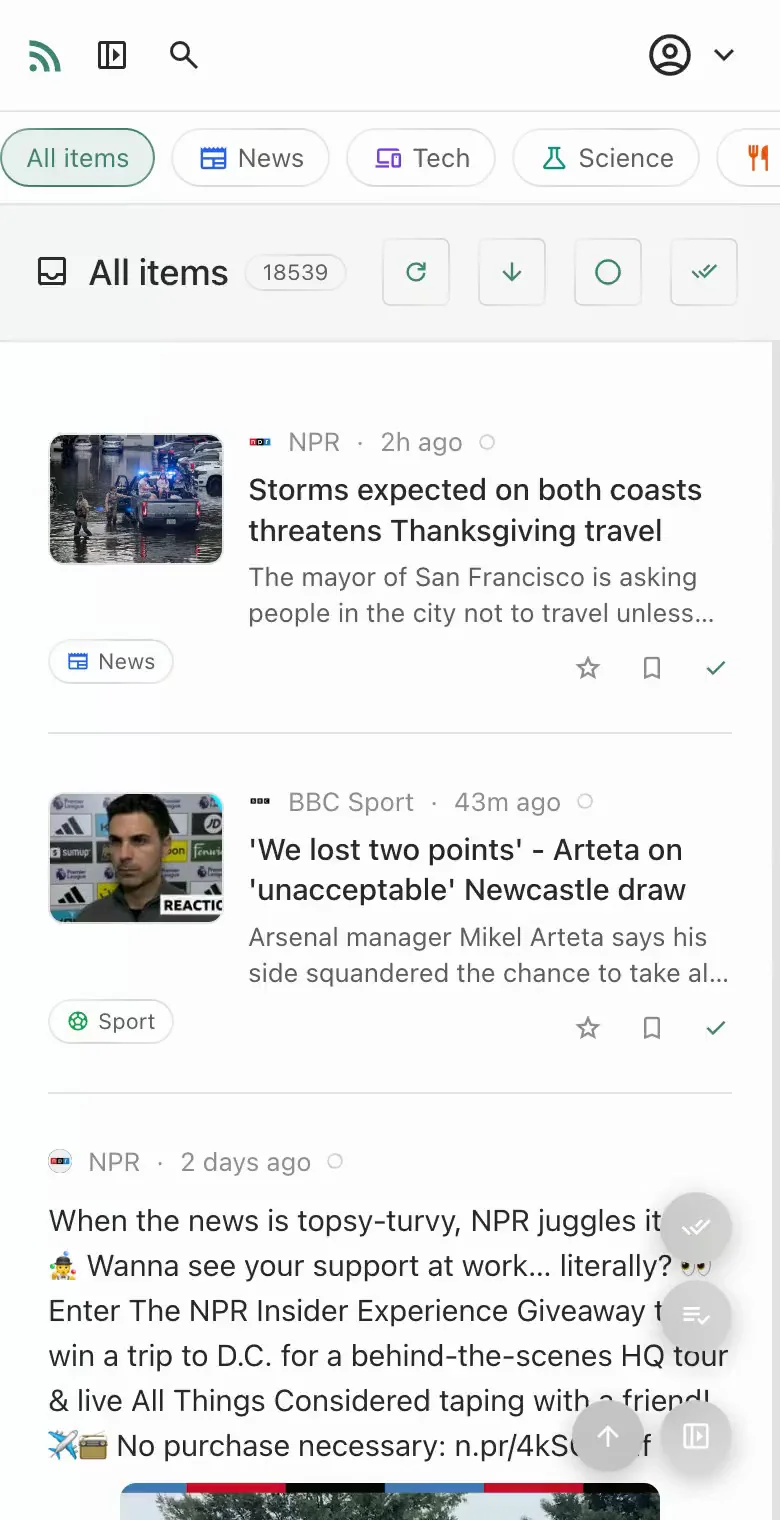 All items
News
Tech
Science
All items 18539
NPR · 2h ago
Storms expected on both coasts
threatens Thanksgiving travel
The mayor of San Francisco is asking
people in the city not to travel unless...
News
BBC Sport · 43m ago
'We lost two points' - Arteta on
'unacceptable' Newcastle draw
Arsenal manager Mikel Arteta says his
side squandered the chance to take al...
Premier League
sumup
JD
REACTIO
Sport
NPR · 2 days ago
When the news is topsy-turvy, NPR juggles it
🤹 Wanna see your support at work... literally? 👀
Enter The NPR Insider Experience Giveaway t
win a trip to D.C. for a behind-the-scenes HQ tour
& live All Things Considered taping with a friend!
✈️📻 No purchase necessary: n.pr/4kS